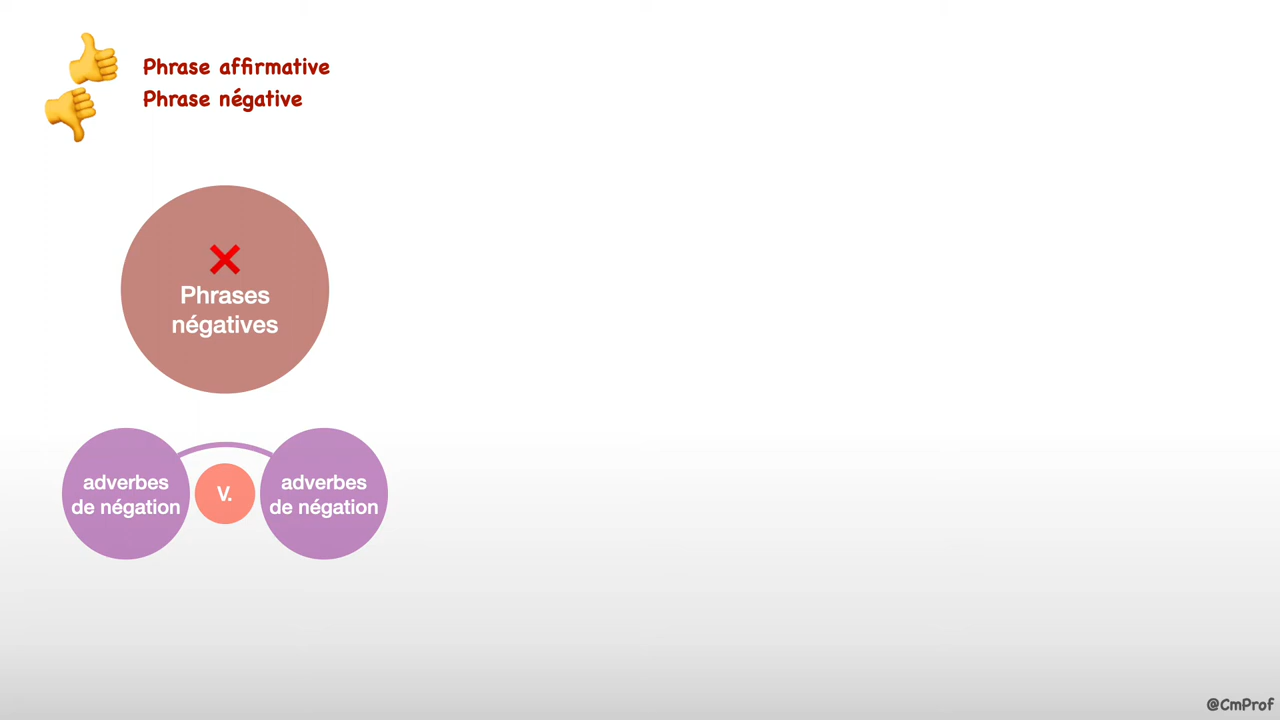 Phrase affirmative
Phrase négative
Phrases
négatives
adverbes
de négation
V.
adverbes
de négation
@CmProf